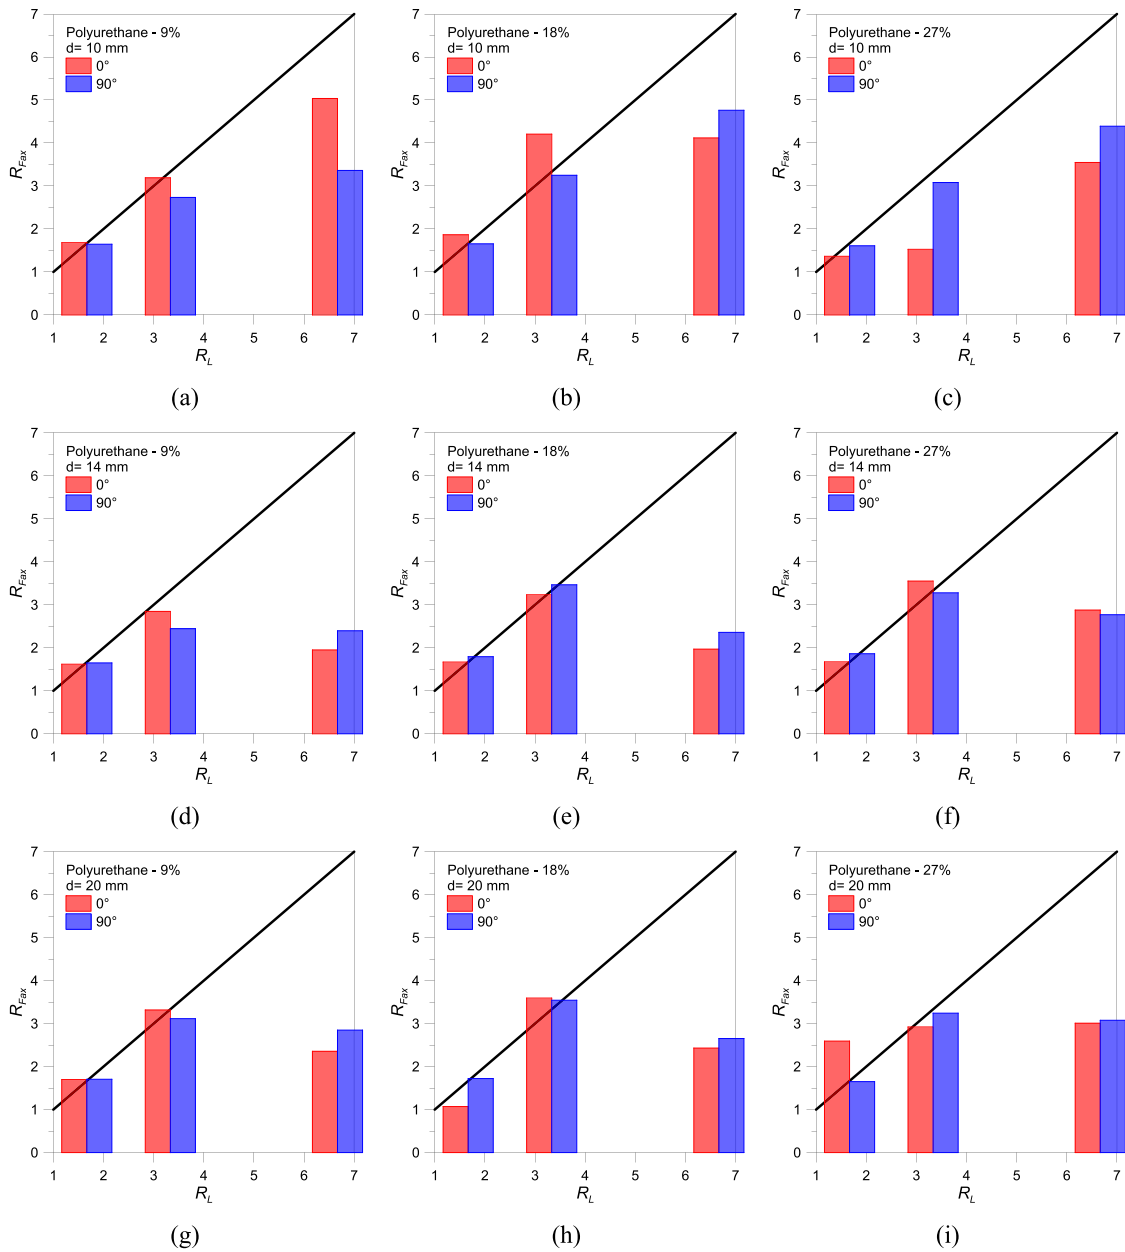 7
6
5
4
3
2
1
0
R_Fax
Polyurethane - 9%
d= 10 mm
0°
90°
1 2 3 4 5 6 7
R_L
(a)
7
6
5
4
3
2
1
0
R_Fax
Polyurethane - 18%
d= 10 mm
0°
90°
1 2 3 4 5 6 7
R_L
(b)
7
6
5
4
3
2
1
0
R_Fax
Polyurethane - 27%
d= 10 mm
0°
90°
1 2 3 4 5 6 7
R_L
(c)
7
6
5
4
3
2
1
0
R_Fax
Polyurethane - 9%
d= 14 mm
0°
90°
1 2 3 4 5 6 7
R_L
(d)
7
6
5
4
3
2
1
0
R_Fax
Polyurethane - 18%
d= 14 mm
0°
90°
1 2 3 4 5 6 7
R_L
(e)
7
6
5
4
3
2
1
0
R_Fax
Polyurethane - 27%
d= 14 mm
0°
90°
1 2 3 4 5 6 7
R_L
(f)
7
6
5
4
3
2
1
0
R_Fax
Polyurethane - 9%
d= 20 mm
0°
90°
1 2 3 4 5 6 7
R_L
(g)
7
6
5
4
3
2
1
0
R_Fax
Polyurethane - 18%
d= 20 mm
0°
90°
1 2 3 4 5 6 7
R_L
(h)
7
6
5
4
3
2
1
0
R_Fax
Polyurethane - 27%
d= 20 mm
0°
90°
1 2 3 4 5 6 7
R_L
(i)